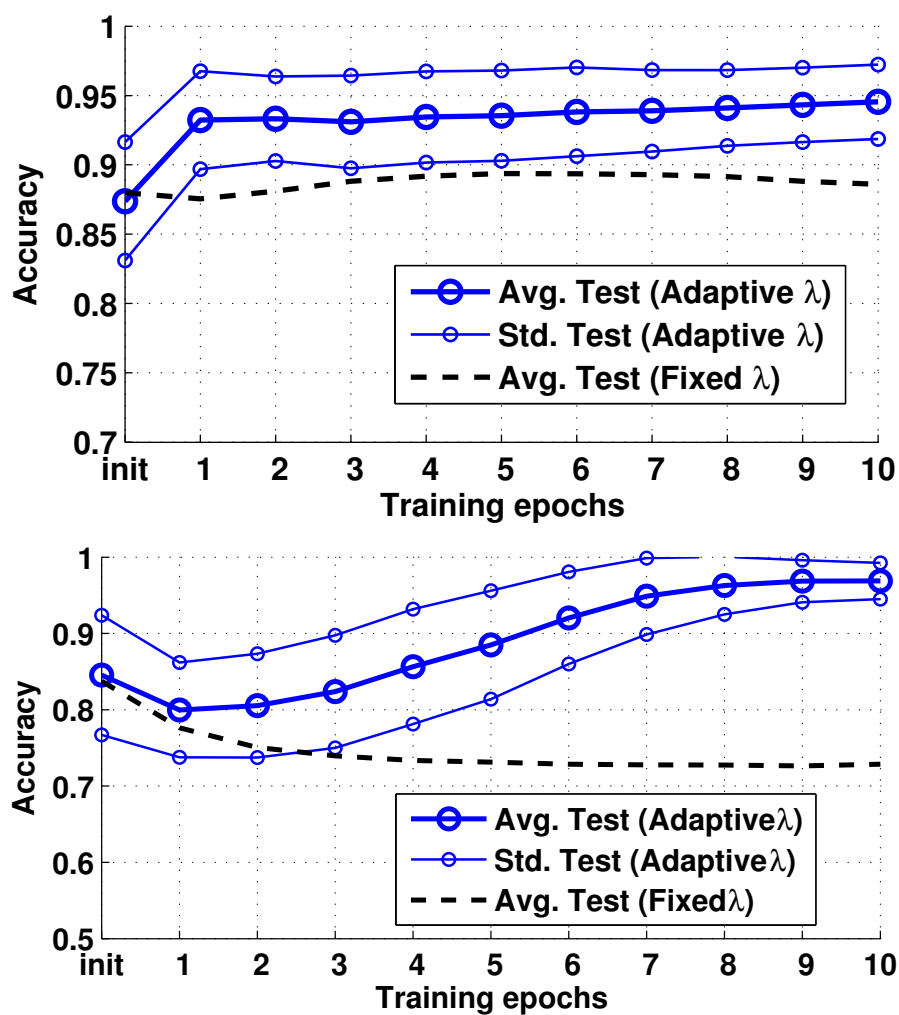 1
0.95
0.9
0.85
0.8
0.75
0.7
Accuracy
Avg. Test (Adaptive λ)
Std. Test (Adaptive λ)
Avg. Test (Fixed λ)
init 1 2 3 4 5 6 7 8 9 10
Training epochs
1
0.9
0.8
0.7
0.6
0.5
Accuracy
Avg. Test (Adaptiveλ)
Std. Test (Adaptiveλ)
Avg. Test (Fixedλ)
init 1 2 3 4 5 6 7 8 9 10
Training epochs